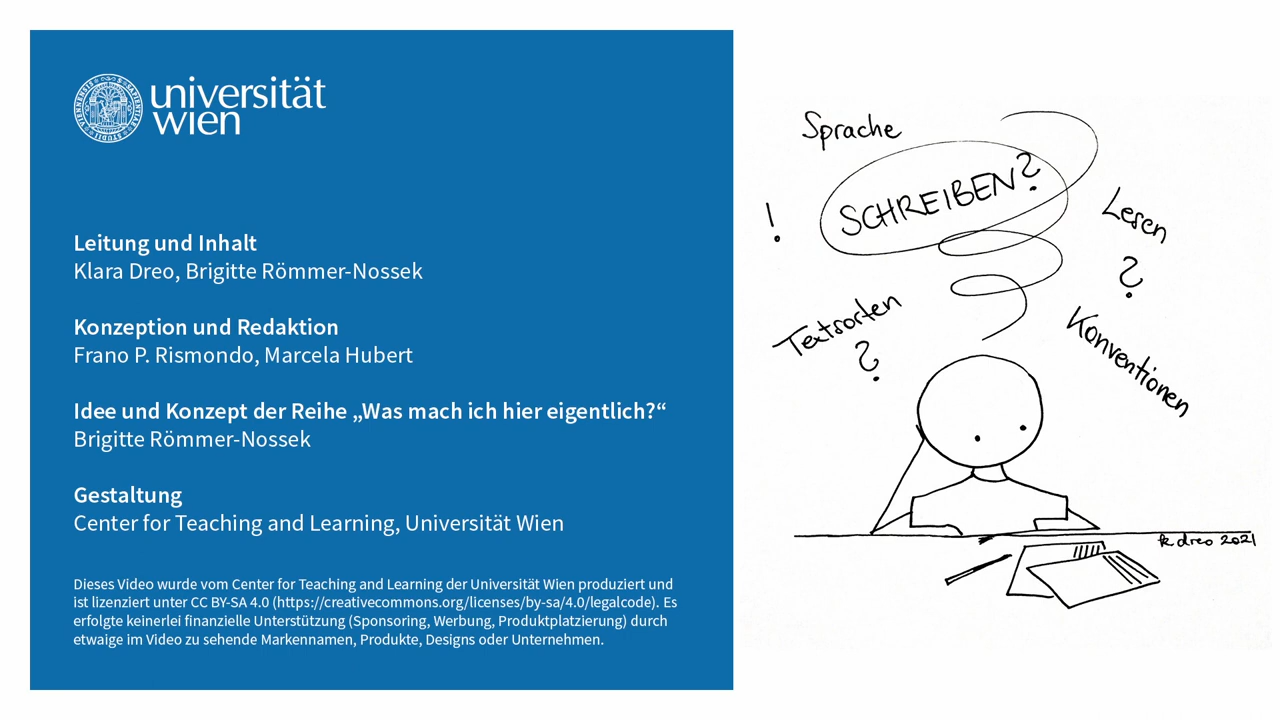 universität
wien
Leitung und Inhalt
Klara Dreo, Brigitte Römmer-Nossek
Konzeption und Redaktion
Frano P. Rismondo, Marcela Hubert
Idee und Konzept der Reihe „Was mach ich hier eigentlich?“
Brigitte Römmer-Nossek
Gestaltung
Center for Teaching and Learning, Universität Wien
Dieses Video wurde vom Center for Teaching and Learning der Universität Wien produziert und
ist lizenziert unter CC BY-SA 4.0 (https://creativecommons.org/licenses/by-sa/4.0/legalcode). Es
erfolgte keinerlei finanzielle Unterstützung (Sponsoring, Werbung, Produktplatzierung) durch
etwaige im Video zu sehende Markennamen, Produkte, Designs oder Unternehmen.
Sprache
SCHREIBEN?
!
Lesen
?
Textsorten
?
Konventionen
k dreo 2021